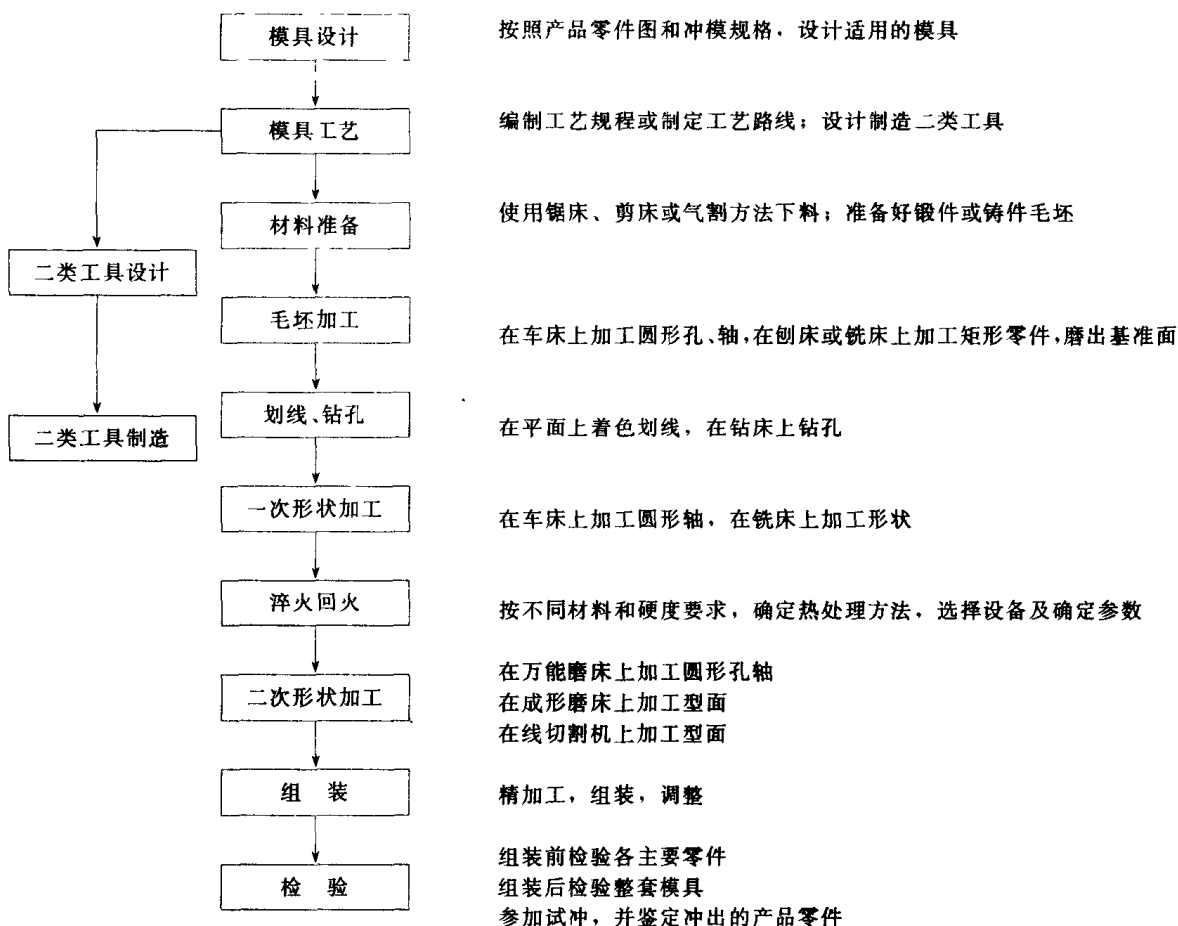 模具设计
按照产品零件图和冲模规格，设计适用的模具
模具工艺
编制工艺规程或制定工艺路线；设计制造二类工具
材料准备
使用锯床、剪床或气割方法下料；准备好锻件或铸件毛坯
二类工具设计
毛坯加工
在车床上加工圆形孔、轴，在刨床或铣床上加工矩形零件，磨出基准面
划线、钻孔
二类工具制造
在平面上着色划线，在钻床上钻孔
一次形状加工
在车床上加工圆形轴，在铣床上加工形状
淬火回火
按不同材料和硬度要求，确定热处理方法，选择设备及确定参数
二次形状加工
在万能磨床上加工圆形孔轴
在成形磨床上加工型面
在线切割机上加工型面
组 装
精加工，组装，调整
检 验
组装前检验各主要零件
组装后检验整套模具
参加试冲，并鉴定冲出的产品零件